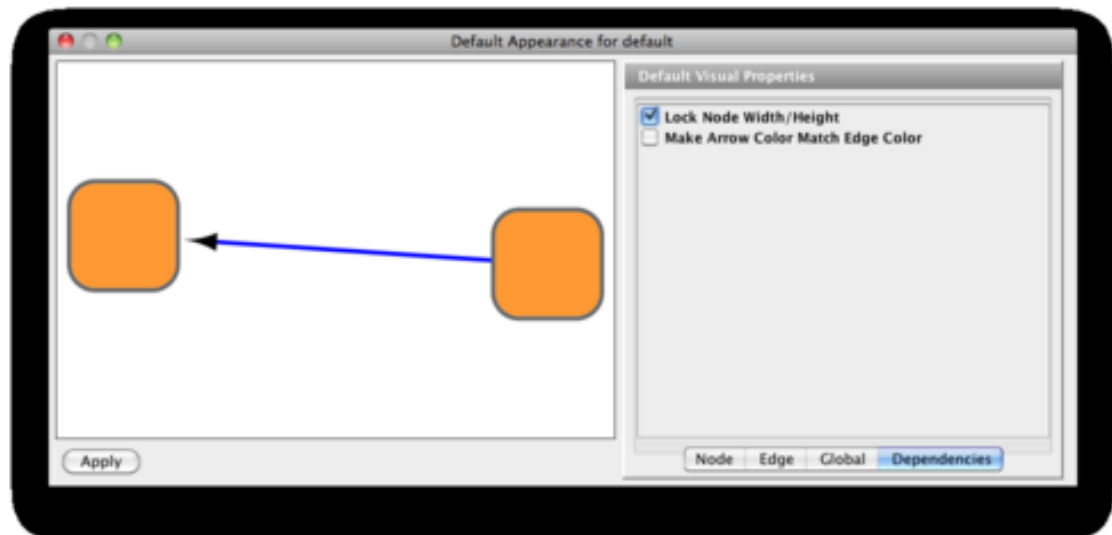 Default Appearance for default
Default Visual Properties
Lock Node Width/Height
Make Arrow Color Match Edge Color
Apply
Node Edge Global Dependencies